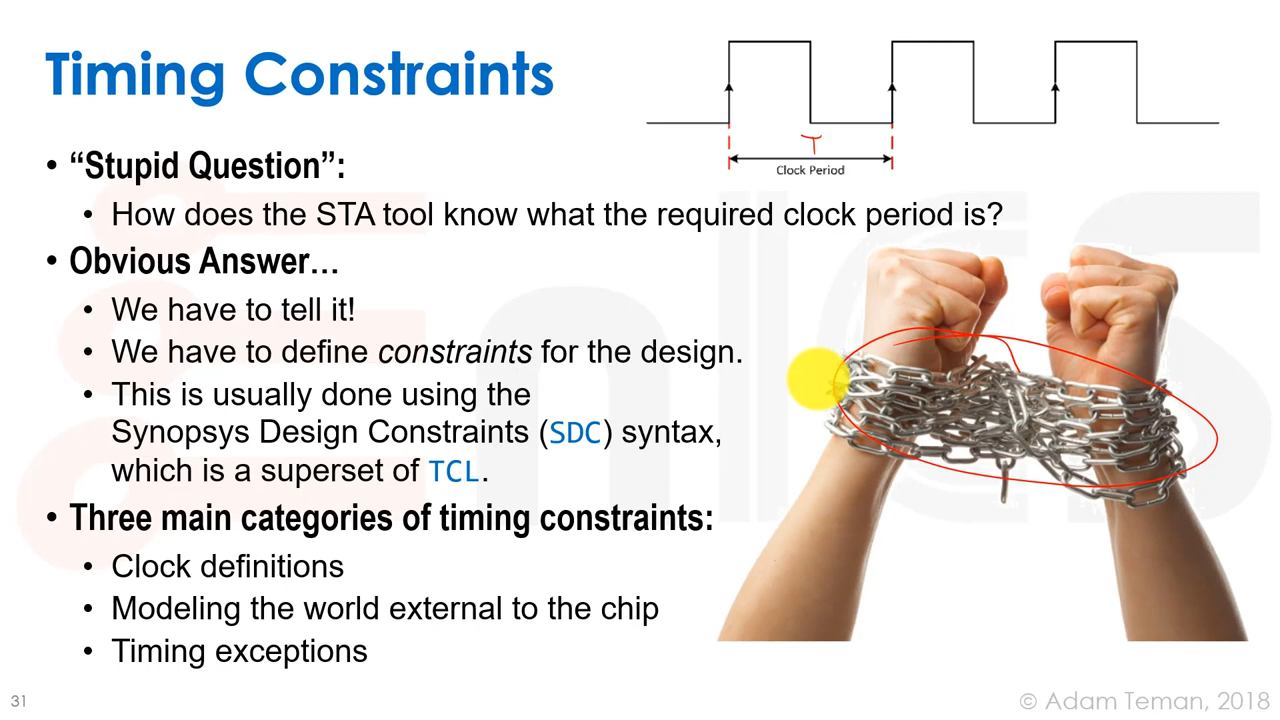 Timing Constraints
T
Clock Period
• “Stupid Question”:
• How does the STA tool know what the required clock period is?
• Obvious Answer…
• We have to tell it!
• We have to define constraints for the design.
• This is usually done using the
Synopsys Design Constraints (SDC) syntax,
which is a superset of TCL.
• Three main categories of timing constraints:
• Clock definitions
• Modeling the world external to the chip
• Timing exceptions
31
© Adam Teman, 2018